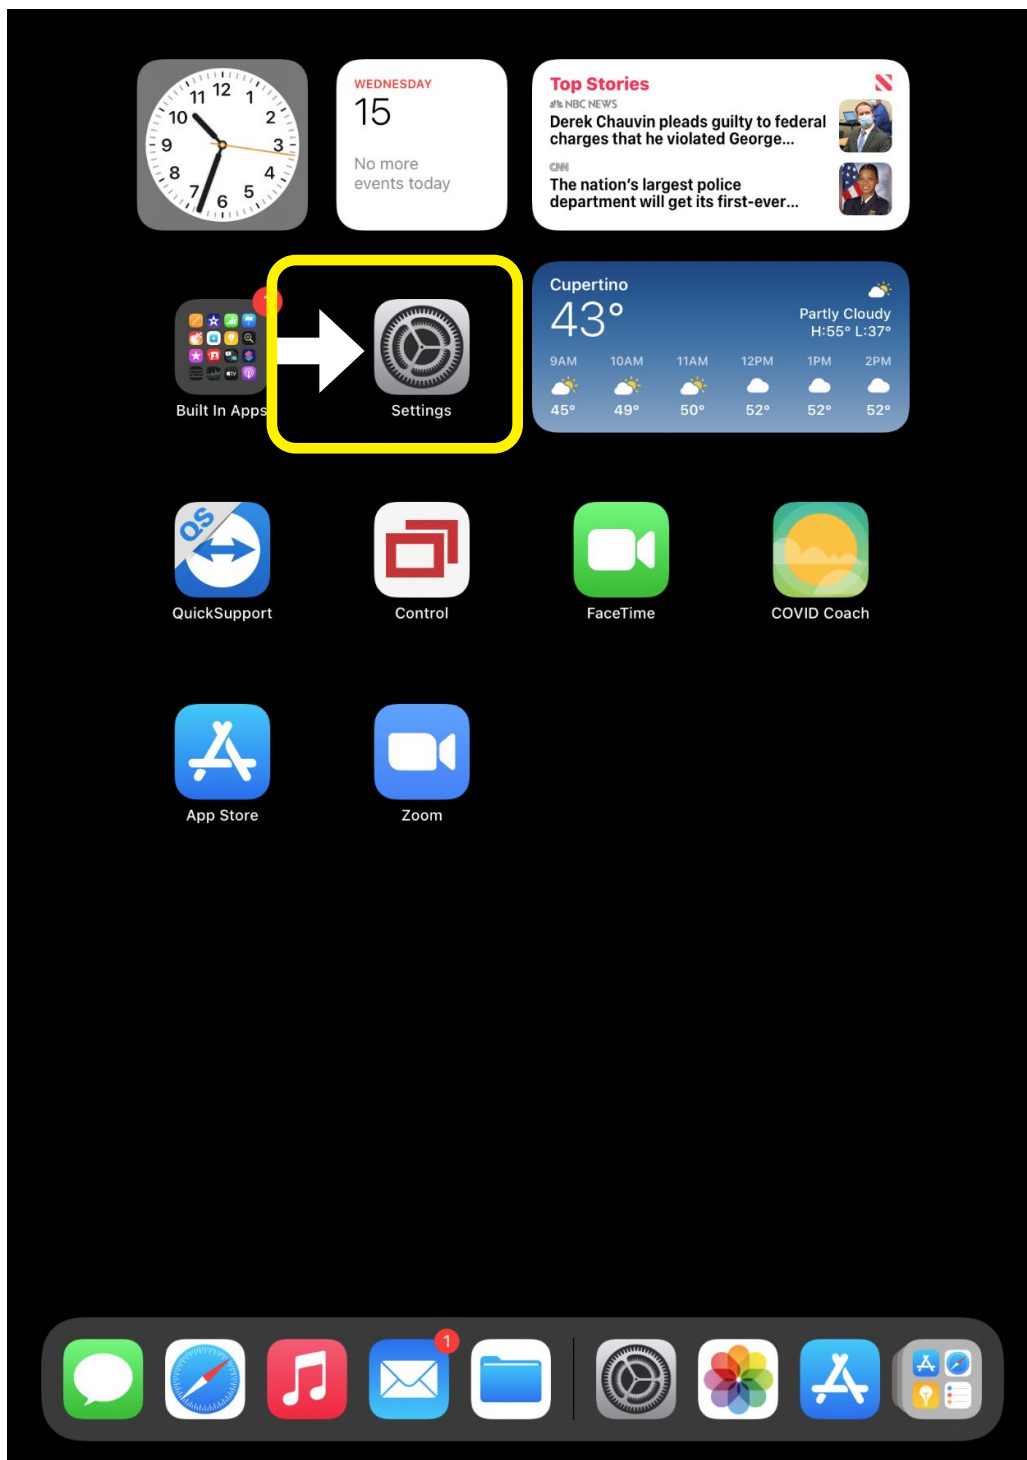 11 12 1
10 2
9 3
8 4
7 6 5
WEDNESDAY
15
No more
events today
Top Stories
NBC NEWS
Derek Chauvin pleads guilty to federal
charges that he violated George...
CNN
The nation's largest police
department will get its first-ever...
Built In Apps
Settings
Cupertino
43°
Partly Cloudy
H:55° L:37°
9AM 10AM 11AM 12PM 1PM 2PM
45° 49° 50° 52° 52° 52°
QS
QuickSupport
Control
FaceTime
COVID Coach
App Store
Zoom
1